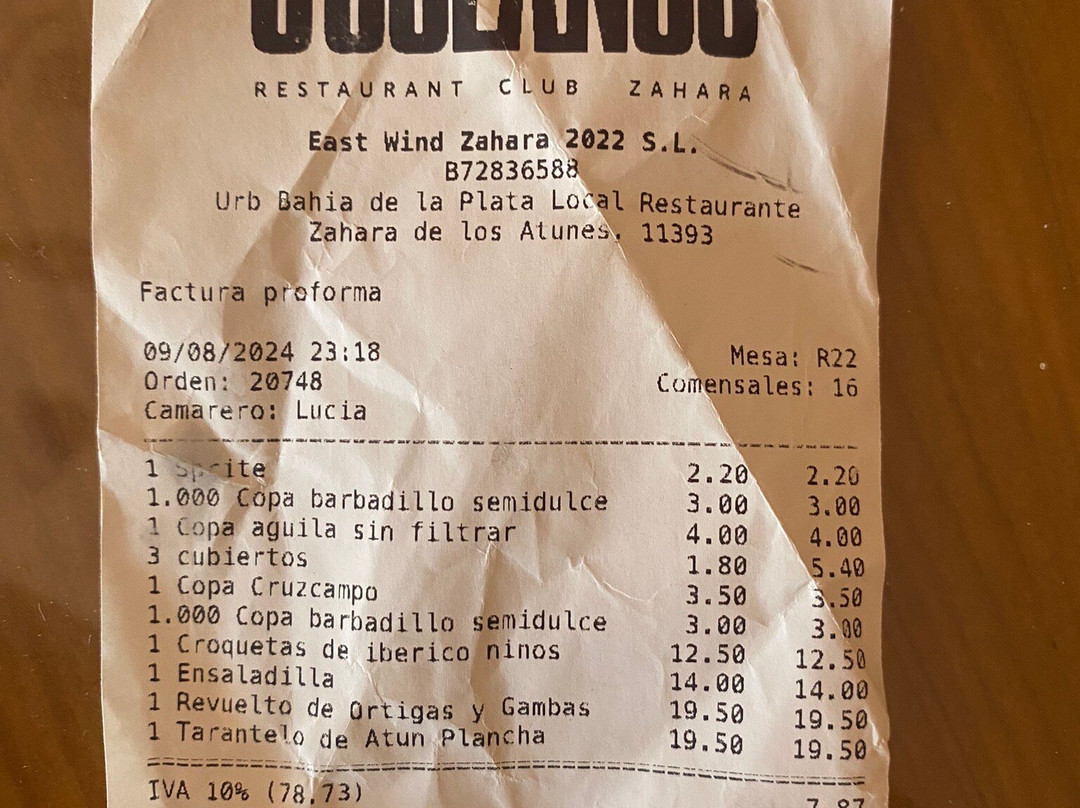 RESTAURANT CLUB ZAHARA
East Wind Zahara 2022 S.L.
B72836588
Urb Bahia de la Plata Local Restaurante
Zahara de los Atunes, 11393
Factura proforma
09/08/2024 23:18 Mesa: R22
Orden: 20748 Comensales: 16
Camarero: Lucia
1 Sprite 2.20 2.20
1.000 Copa barbadillo semidulce 3.00 3.00
1 Copa aguila sin filtrar 4.00 4.00
3 cubiertos 1.80 5.40
1 Copa Cruzcampo 3.50 3.50
1.000 Copa barbadillo semidulce 3.00 3.00
1 Croquetas de iberico ninos 12.50 12.50
1 Ensaladilla 14.00 14.00
1 Revuelto de Ortigas y Gambas 19.50 19.50
1 Tarantelo de Atun Plancha 19.50 19.50
IVA 10% (78.73) 7.87